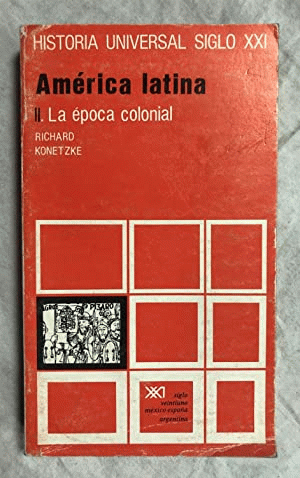 HISTORIA UNIVERSAL SIGLO XXI
América latina
II. La época colonial
RICHARD
KONETZKE
siglo
veintiuno
méxico españa
argentina